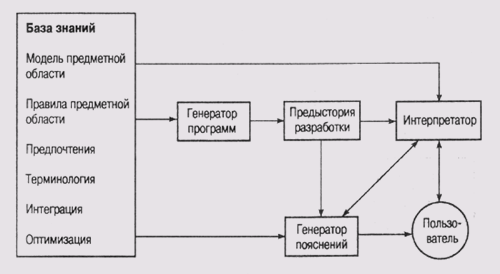 База знаний
Модель предметной
области
Правила предметной
области
Предпочтения
Терминология
Интеграция
Оптимизация
Генератор
программ
Предыстория
разработки
Интерпретатор
Генератор
пояснений
Пользо-
ватель